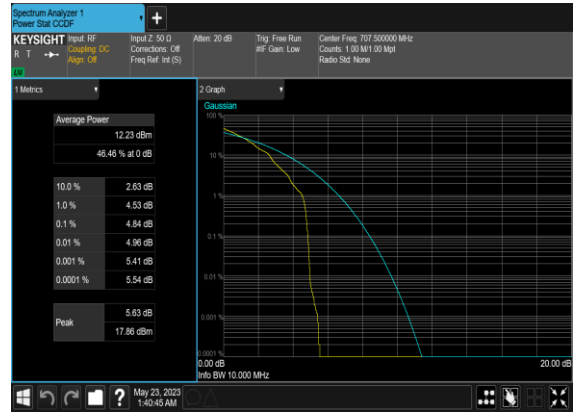 Spectrum Analyzer 1
Power Stat CCDF
+
KEYSIGHT
R T
LV
Input: RF
Coupling: DC
Align: Off
Input Z: 50 Ω
Corrections: Off
Freq Ref: Int (S)
Atten: 20 dB
Trig: Free Run
#IF Gain: Low
Center Freq: 707.500000 MHz
Counts: 1.00 M/1.00 Mpt
Radio Std: None
1 Metrics
Average Power
12.23 dBm
46.46 % at 0 dB
10.0 % 2.63 dB
1.0 % 4.53 dB
0.1 % 4.84 dB
0.01 % 4.96 dB
0.001 % 5.41 dB
0.0001 % 5.54 dB
Peak
5.63 dB
17.86 dBm
2 Graph
Gaussian
100 %
10 %
1 %
0.1 %
0.01 %
0.001 %
0.0001 %
0.00 dB
20.00 dB
Info BW 10.000 MHz
?
May 23, 2023
1:40:45 AM